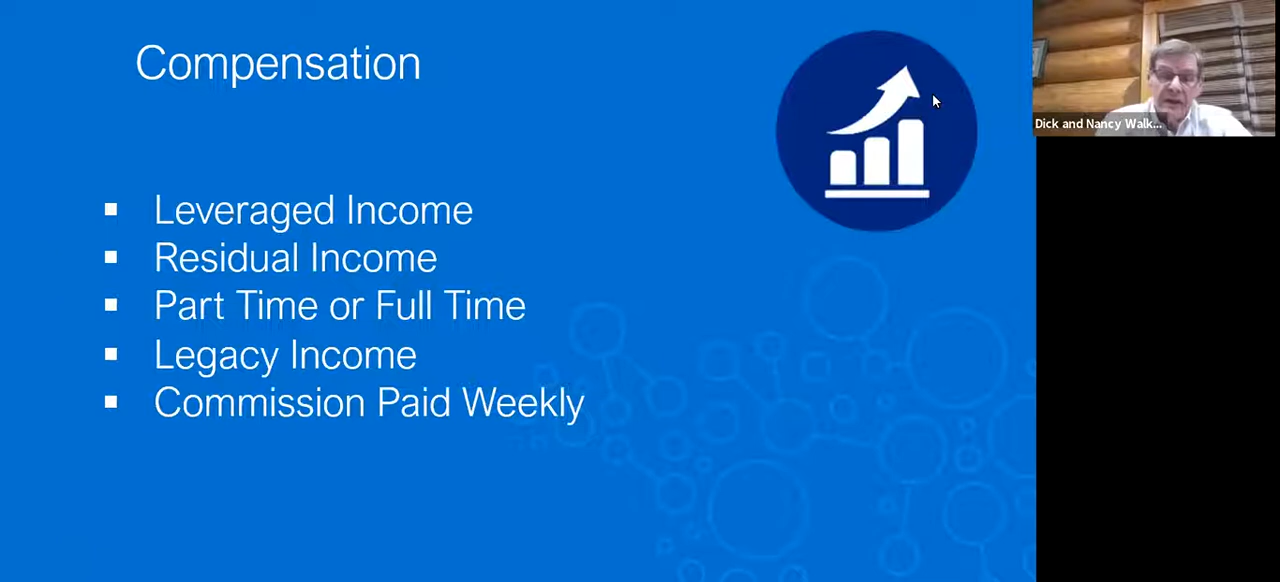 Compensation
Leveraged Income
Residual Income
Part Time or Full Time
Legacy Income
Commission Paid Weekly
Dick and Nancy Walk...